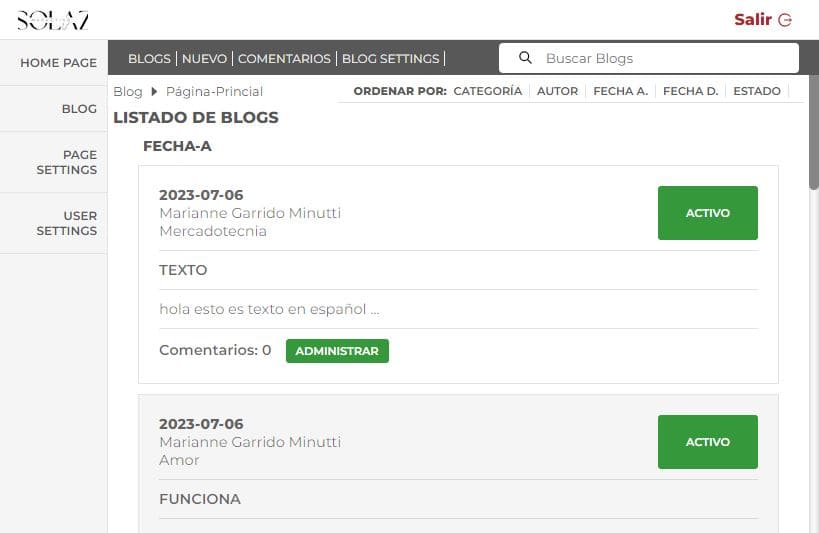 SOLAZ
Salir
HOME PAGE
BLOG
PAGE
SETTINGS
USER
SETTINGS
BLOGS NUEVO COMENTARIOS BLOG SETTINGS
Buscar Blogs
Blog Página-Princial
ORDENAR POR: CATEGORÍA AUTOR FECHA A. FECHA D. ESTADO
LISTADO DE BLOGS
FECHA-A
2023-07-06
Marianne Garrido Minutti
Mercadotecnia
ACTIVO
TEXTO
hola esto es texto en español ...
Comentarios: 0 ADMINISTRAR
2023-07-06
Marianne Garrido Minutti
Amor
ACTIVO
FUNCIONA